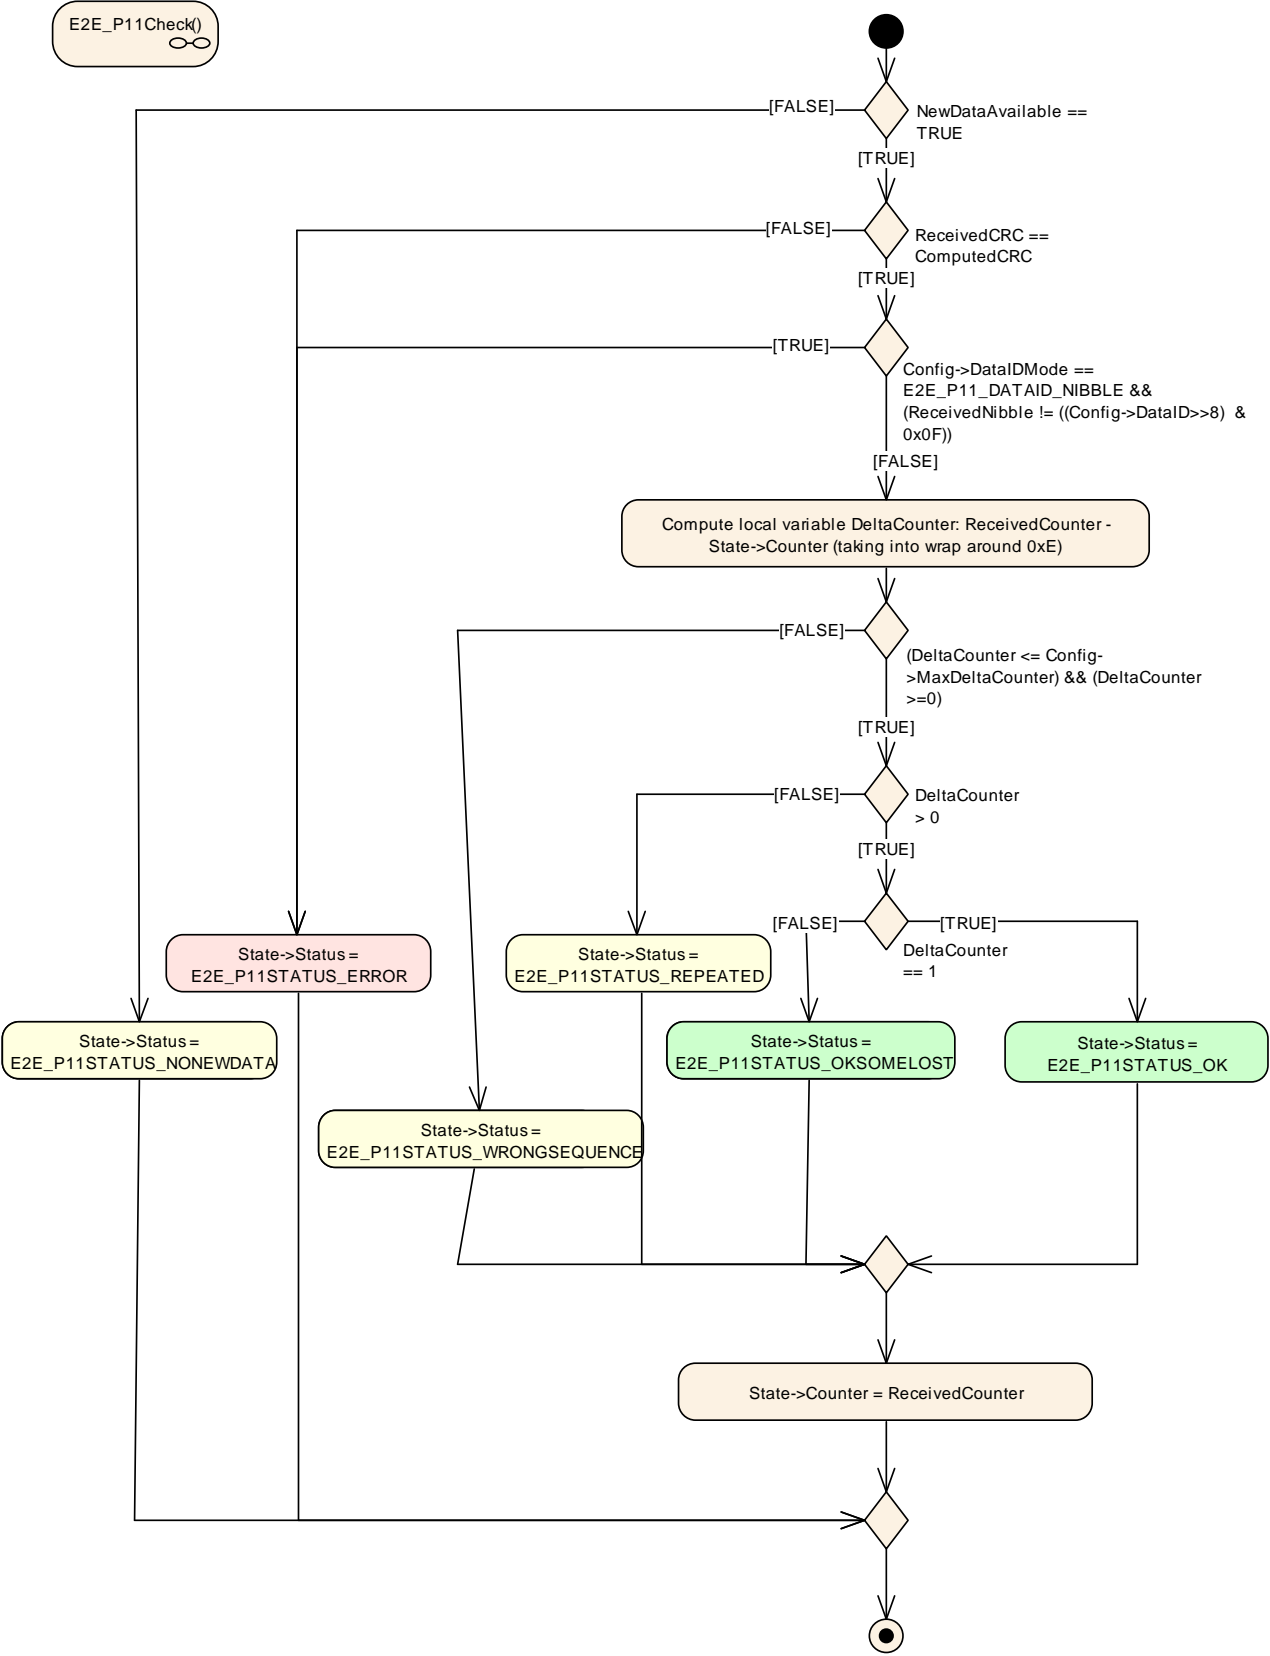 E2E_P11Check()
[FALSE]
NewDataAvailable ==
TRUE
[TRUE]
[FALSE]
ReceivedCRC ==
ComputedCRC
[TRUE]
[TRUE]
Config->DataIDMode ==
E2E_P11_DATAID_NIBBLE &&
(ReceivedNibble != ((Config->DataID>>8) &
0x0F))
[FALSE]
Compute local variable DeltaCounter: ReceivedCounter -
State->Counter (taking into wrap around 0xE)
[FALSE]
(DeltaCounter <= Config-
>MaxDeltaCounter) && (DeltaCounter
>=0)
[TRUE]
[FALSE]
DeltaCounter
> 0
[TRUE]
[FALSE]
[TRUE]
DeltaCounter
== 1
State->Status =
E2E_P11STATUS_ERROR
State->Status =
E2E_P11STATUS_REPEATED
State->Status =
E2E_P11STATUS_NONEWDATA
State->Status =
E2E_P11STATUS_OKSOMELOST
State->Status =
E2E_P11STATUS_OK
State->Status =
E2E_P11STATUS_WRONGSEQUENCE
State->Counter = ReceivedCounter